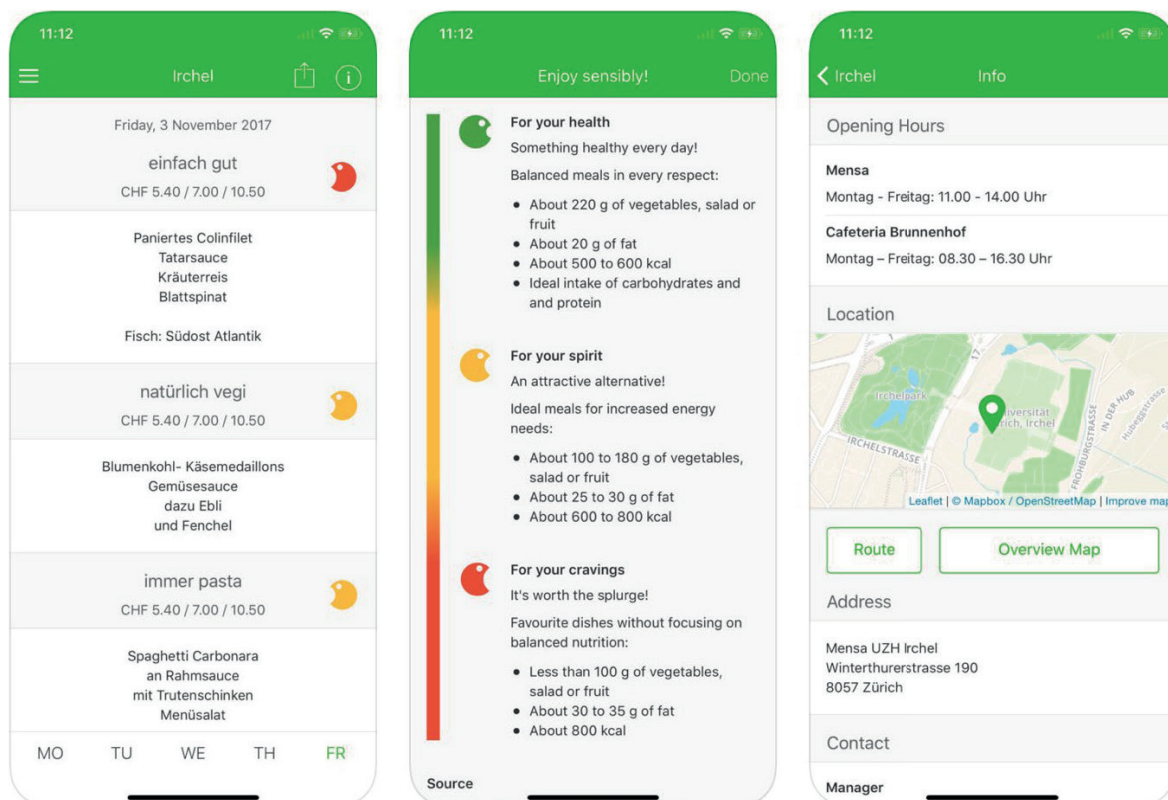 11:12
Irchel
Friday, 3 November 2017
einfach gut
CHF 5.40 / 7.00 / 10.50
Paniertes Colinfilet
Tatarsauce
Kräuterreis
Blattspinat
Fisch: Südost Atlantik
natürlich vegi
CHF 5.40 / 7.00 / 10.50
Blumenkohl- Käsemedaillons
Gemüsesauce
dazu Ebli
und Fenchel
immer pasta
CHF 5.40 / 7.00 / 10.50
Spaghetti Carbonara
an Rahmsauce
mit Trutenschinken
Menüsalat
MO TU WE TH FR
11:12
Enjoy sensibly! Done
For your health
Something healthy every day!
Balanced meals in every respect:
• About 220 g of vegetables, salad or
fruit
• About 20 g of fat
• About 500 to 600 kcal
• Ideal intake of carbohydrates and
and protein
For your spirit
An attractive alternative!
Ideal meals for increased energy
needs:
• About 100 to 180 g of vegetables,
salad or fruit
• About 25 to 30 g of fat
• About 600 to 800 kcal
For your cravings
It's worth the splurge!
Favourite dishes without focusing on
balanced nutrition:
• Less than 100 g of vegetables,
salad or fruit
• About 30 to 35 g of fat
• About 800 kcal
Source
11:12
Irchel Info
Opening Hours
Mensa
Montag - Freitag: 11.00 - 14.00 Uhr
Cafeteria Brunnenhof
Montag – Freitag: 08.30 – 16.30 Uhr
Location
Irchelpark
17
IRCHELSTRASSE
FROHBURGSTRASSE
IN DER HUB
Hubeggstrasse
Leaflet | © Mapbox / OpenStreetMap | Improve map
Route
Overview Map
Address
Mensa UZH Irchel
Winterthurerstrasse 190
8057 Zürich
Contact
Manager